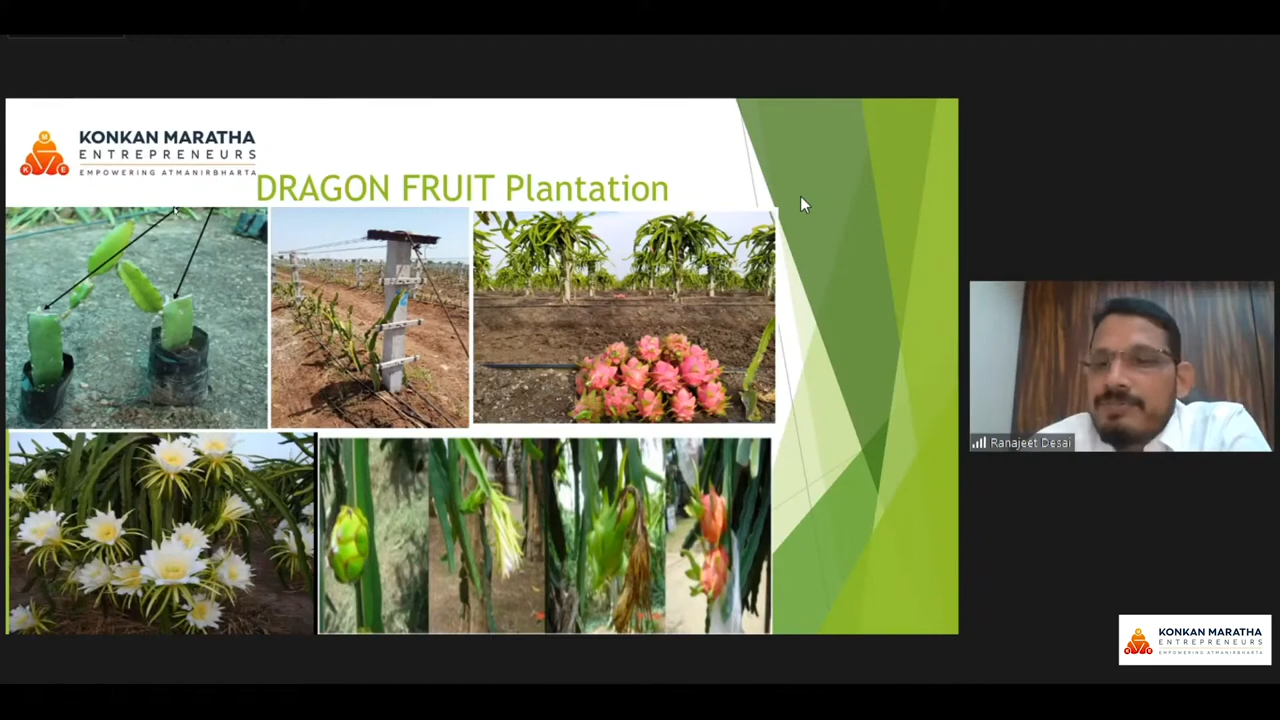 KONKAN MARATHA
ENTREPRENEURS
EMPOWERING ATMANIRBHARTA
M
K
E
DRAGON FRUIT Plantation
Ranajeet Desai
KONKAN MARATHA
ENTREPRENEURS
EMPOWERING ATMANIRBHARTA